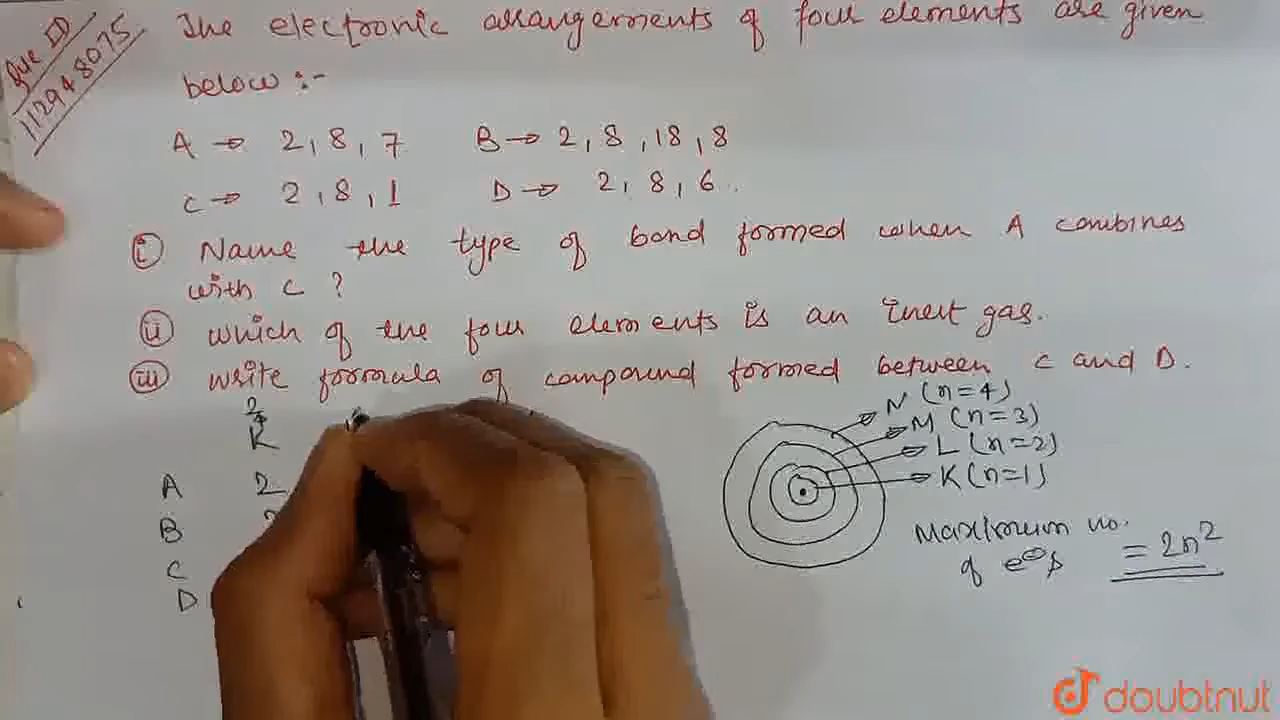 Que ID
112948075
The electronic arrangements of four elements are given
below :-
A → 2, 8, 7 B → 2, 8, 18, 8
C → 2, 8, 1 D → 2, 8, 6
(i) Name the type of bond formed when A combines
with C ?
(ii) which of the four elements is an inert gas.
(iii) write formula of compound formed between C and D.
K
A 2
B
C
D
N (n=4)
M (n=3)
L (n=2)
K (n=1)
Maximum no.
of e⊖s = 2n²
doubtnut